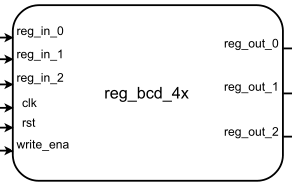 reg_in_0
reg_in_1
reg_in_2
clk
rst
write_ena
reg_bcd_4x
reg_out_0
reg_out_1
reg_out_2